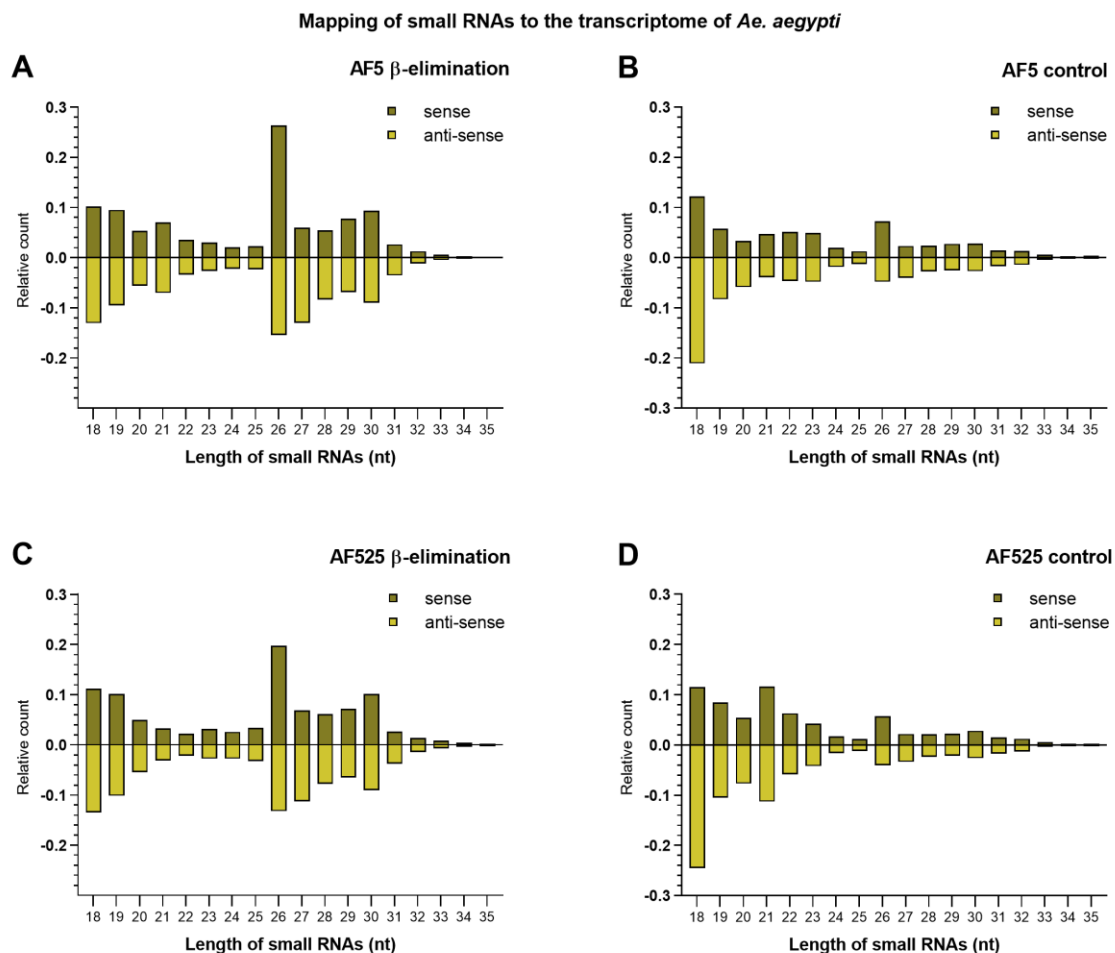 Mapping of small RNAs to the transcriptome of Ae. aegypti
A
AF5 β-elimination
sense
anti-sense
0.3
0.2
0.1
0.0
-0.1
-0.2
Relative count
18 19 20 21 22 23 24 25 26 27 28 29 30 31 32 33 34 35
Length of small RNAs (nt)
B
AF5 control
sense
anti-sense
0.3
0.2
0.1
0.0
-0.1
-0.2
-0.3
Relative count
18 19 20 21 22 23 24 25 26 27 28 29 30 31 32 33 34 35
Length of small RNAs (nt)
C
AF525 β-elimination
sense
anti-sense
0.3
0.2
0.1
0.0
-0.1
-0.2
Relative count
18 19 20 21 22 23 24 25 26 27 28 29 30 31 32 33 34 35
Length of small RNAs (nt)
D
AF525 control
sense
anti-sense
0.3
0.2
0.1
0.0
-0.1
-0.2
-0.3
Relative count
18 19 20 21 22 23 24 25 26 27 28 29 30 31 32 33 34 35
Length of small RNAs (nt)